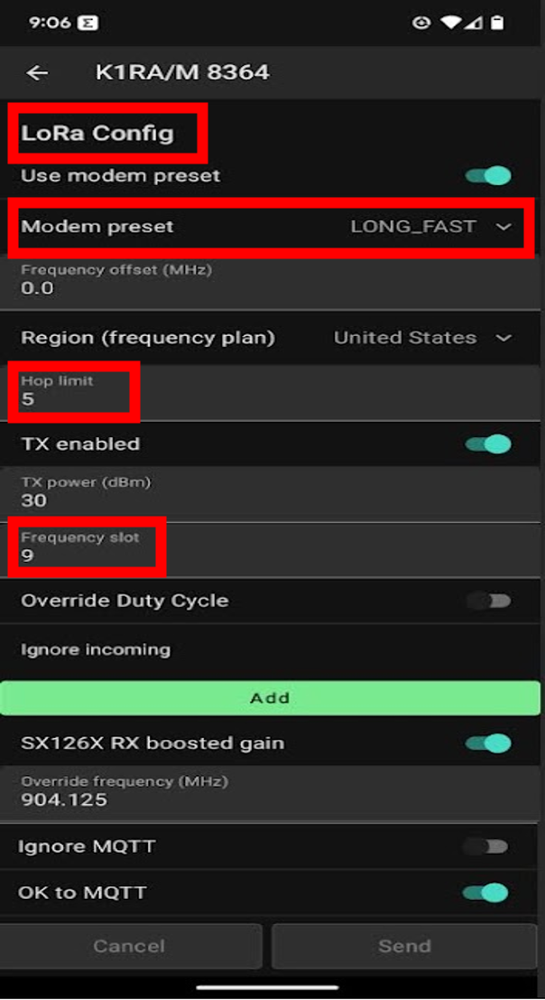 9:06
K1RA/M 8364
LoRa Config
Use modem preset
Modem preset LONG_FAST
Frequency offset (MHz)
0.0
Region (frequency plan) United States
Hop limit
5
TX enabled
TX power (dBm)
30
Frequency slot
9
Override Duty Cycle
Ignore incoming
Add
SX126X RX boosted gain
Override frequency (MHz)
904.125
Ignore MQTT
OK to MQTT
Cancel Send